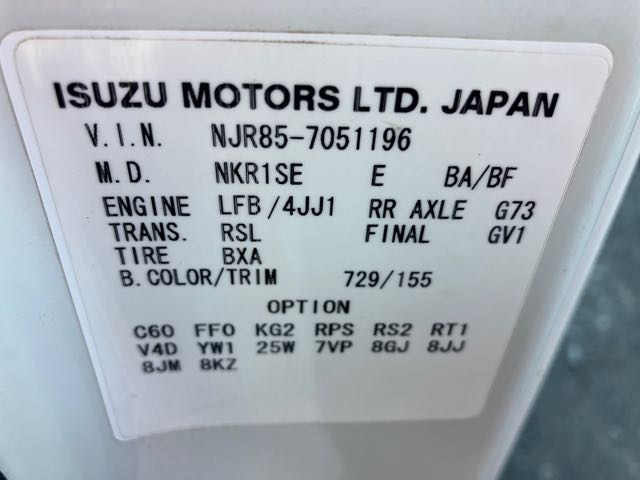 ISUZU MOTORS LTD. JAPAN
V.I.N. NJR85-7051196
M.D. NKR1SE E BA/BF
ENGINE LFB/4JJ1 RR AXLE G73
TRANS. RSL FINAL GV1
TIRE BXA
B.COLOR/TRIM 729/155
OPTION
C60 FF0 KG2 RPS RS2 RT1
V4D YW1 25W 7VP 8GJ 8JJ
8JM 8KZ